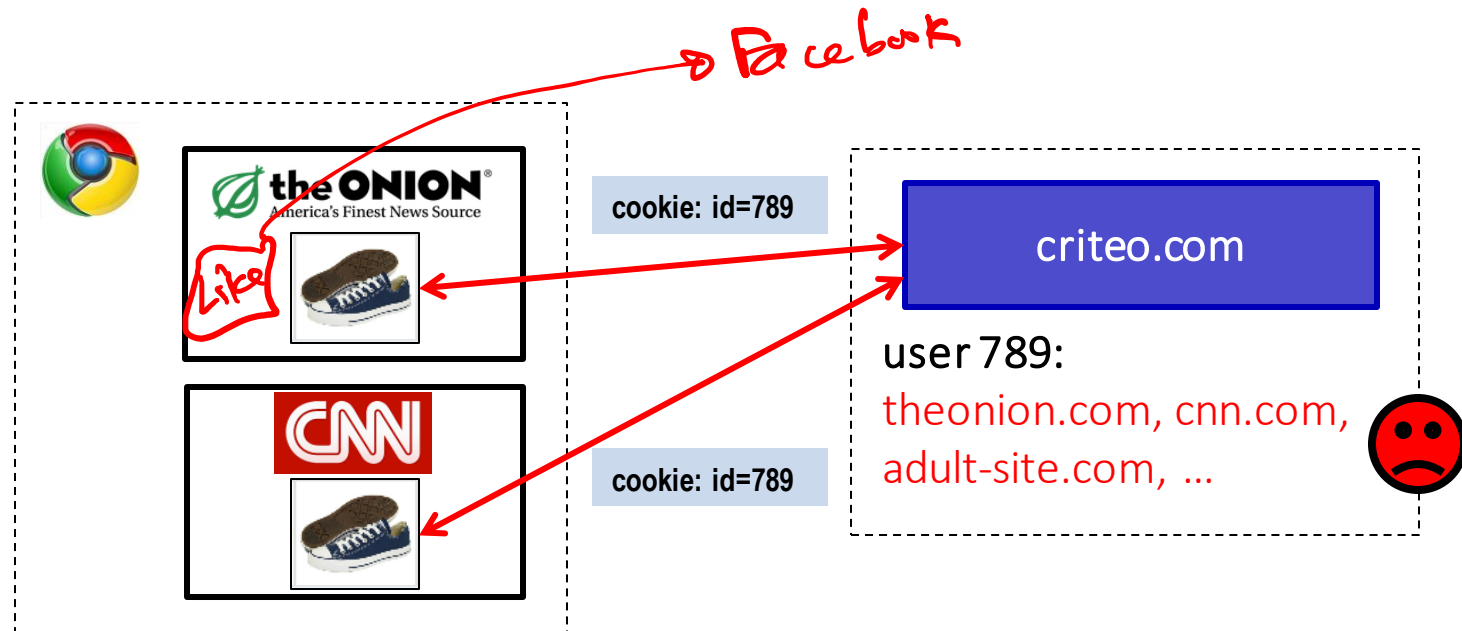 Facebook
the ONION®
America's Finest News Source
Like
CNN
cookie: id=789
cookie: id=789
criteo.com
user 789:
theonion.com, cnn.com,
adult-site.com, ...